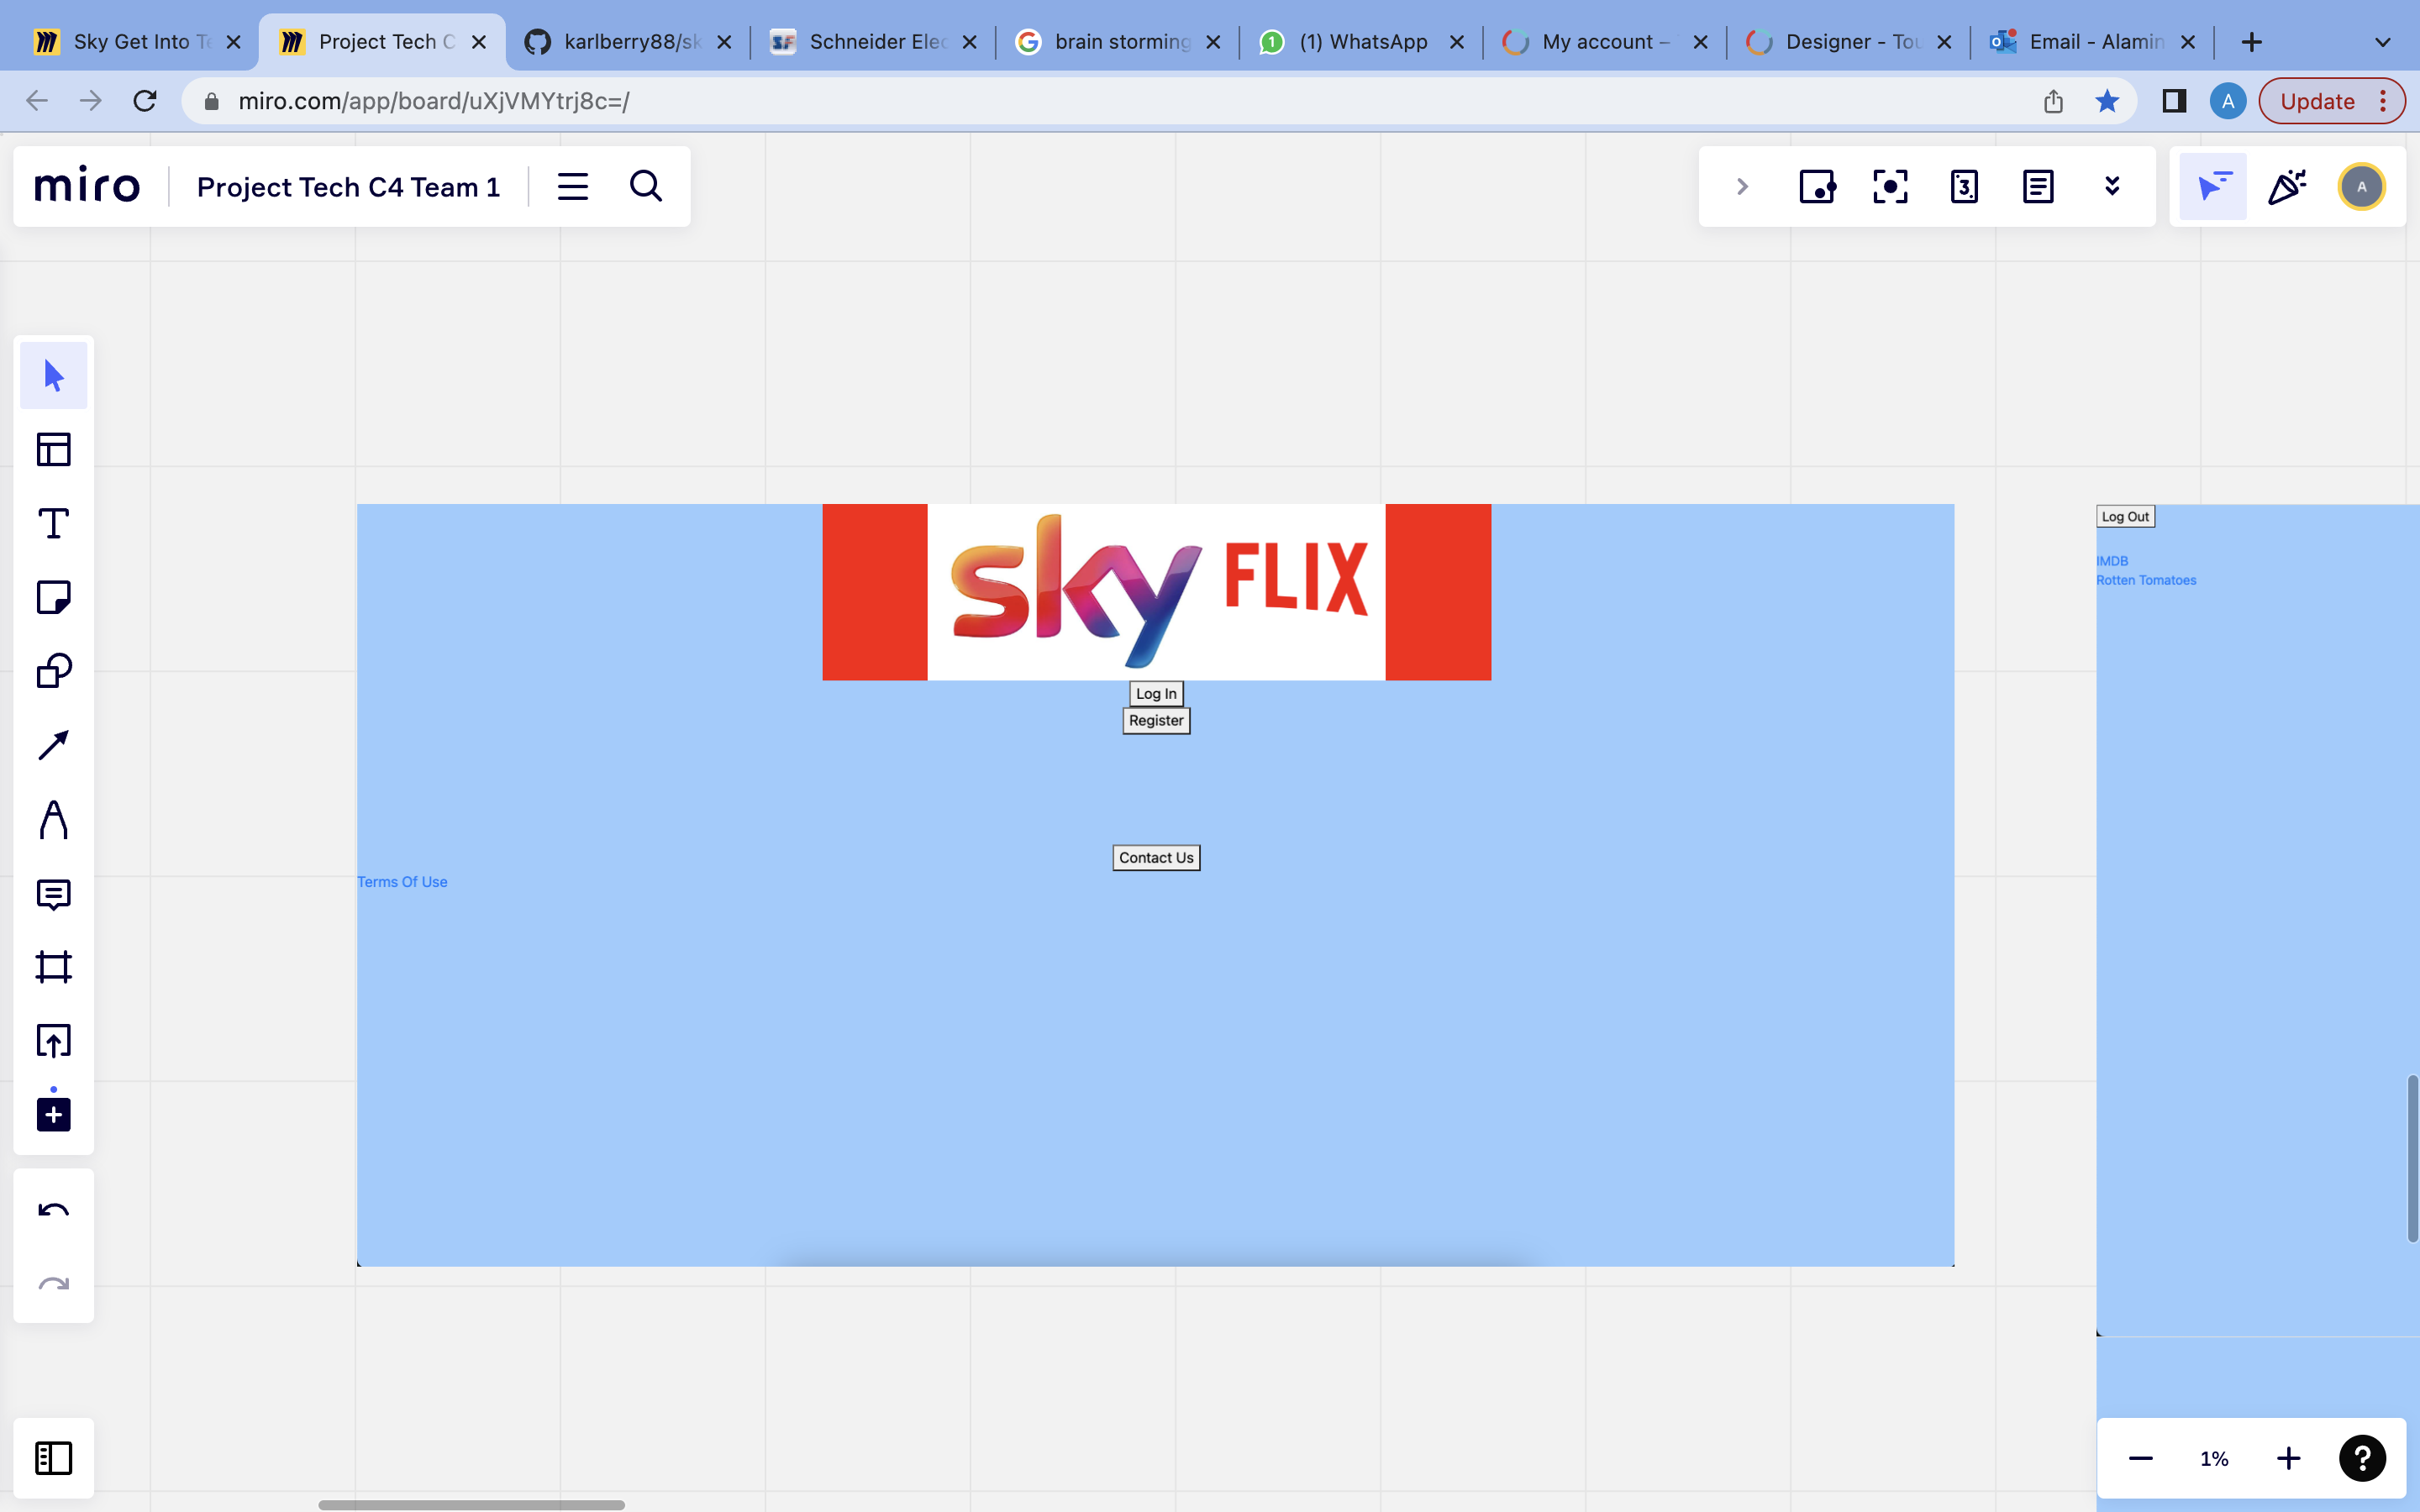 Sky Get Into Te
Project Tech C
karlberry88/sk
Schneider Elec
brain storming
1
(1) WhatsApp
My account –
Designer - Tou
Email - Alamin
miro.com/app/board/uXjVMYtrj8c=/
A
Update
miro
Project Tech C4 Team 1
3
A
sky FLIX
Log In
Register
Contact Us
Terms Of Use
Log Out
IMDB
Rotten Tomatoes
1%